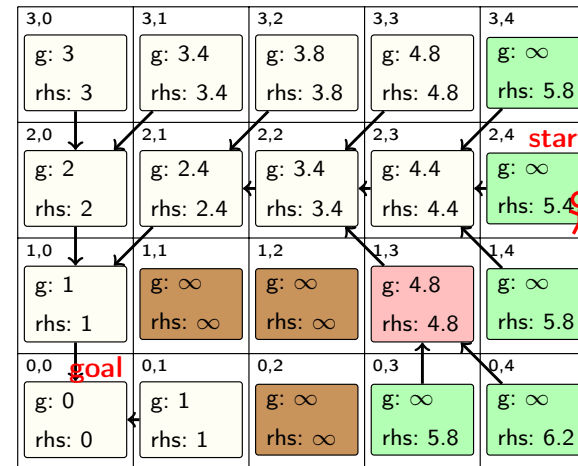 3,0 3,1 3,2 3,3 3,4
g: 3 g: 3.4 g: 3.8 g: 4.8 g: ∞
rhs: 3 rhs: 3.4 rhs: 3.8 rhs: 4.8 rhs: 5.8
2,0 2,1 2,2 2,3 2,4
star
g: 2 g: 2.4 g: 3.4 g: 4.4 g: ∞
rhs: 2 rhs: 2.4 rhs: 3.4 rhs: 4.4 rhs: 5.4
1,0 1,1 1,2 1,3 1,4
g: 1 g: ∞ g: ∞ g: 4.8 g: ∞
rhs: 1 rhs: ∞ rhs: ∞ rhs: 4.8 rhs: 5.8
0,0 goal 0,1 0,2 0,3 0,4
g: 0 g: 1 g: ∞ g: ∞ g: ∞
rhs: 0 rhs: 1 rhs: ∞ rhs: 5.8 rhs: 6.2